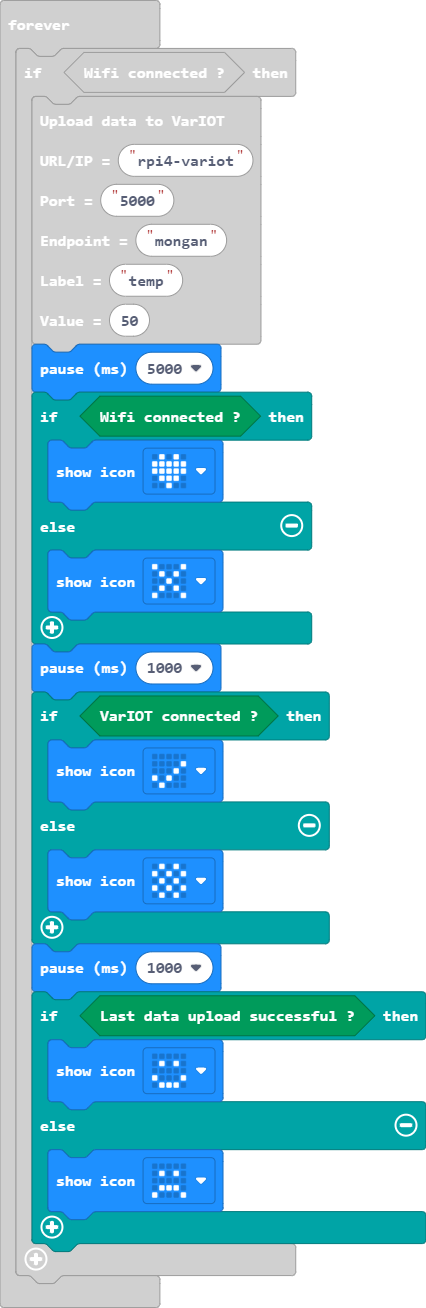 forever
if Wifi connected ? then
Upload data to VarIOT
URL/IP = "rpi4-variot"
Port = "5000"
Endpoint = "mongan"
Label = "temp"
Value = 50
pause (ms) 5000
if Wifi connected ? then
show icon
else
show icon
pause (ms) 1000
if VarIOT connected ? then
show icon
else
show icon
pause (ms) 1000
if Last data upload successful ? then
show icon
else
show icon